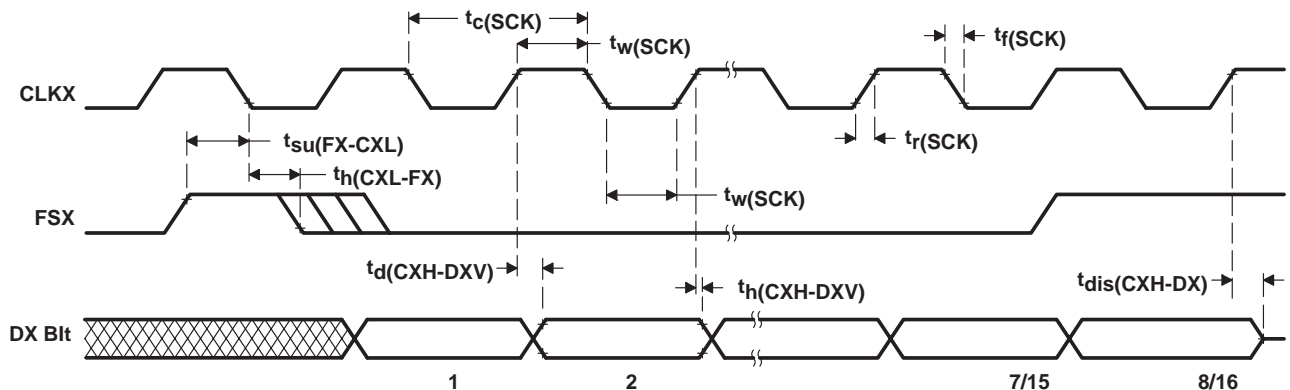 tc(SCK)
tw(SCK)
tf(SCK)
CLKX
tsu(FX-CXL)
tr(SCK)
th(CXL-FX)
tw(SCK)
FSX
td(CXH-DXV)
th(CXH-DXV)
tdis(CXH-DX)
DX BIt
1
2
7/15
8/16